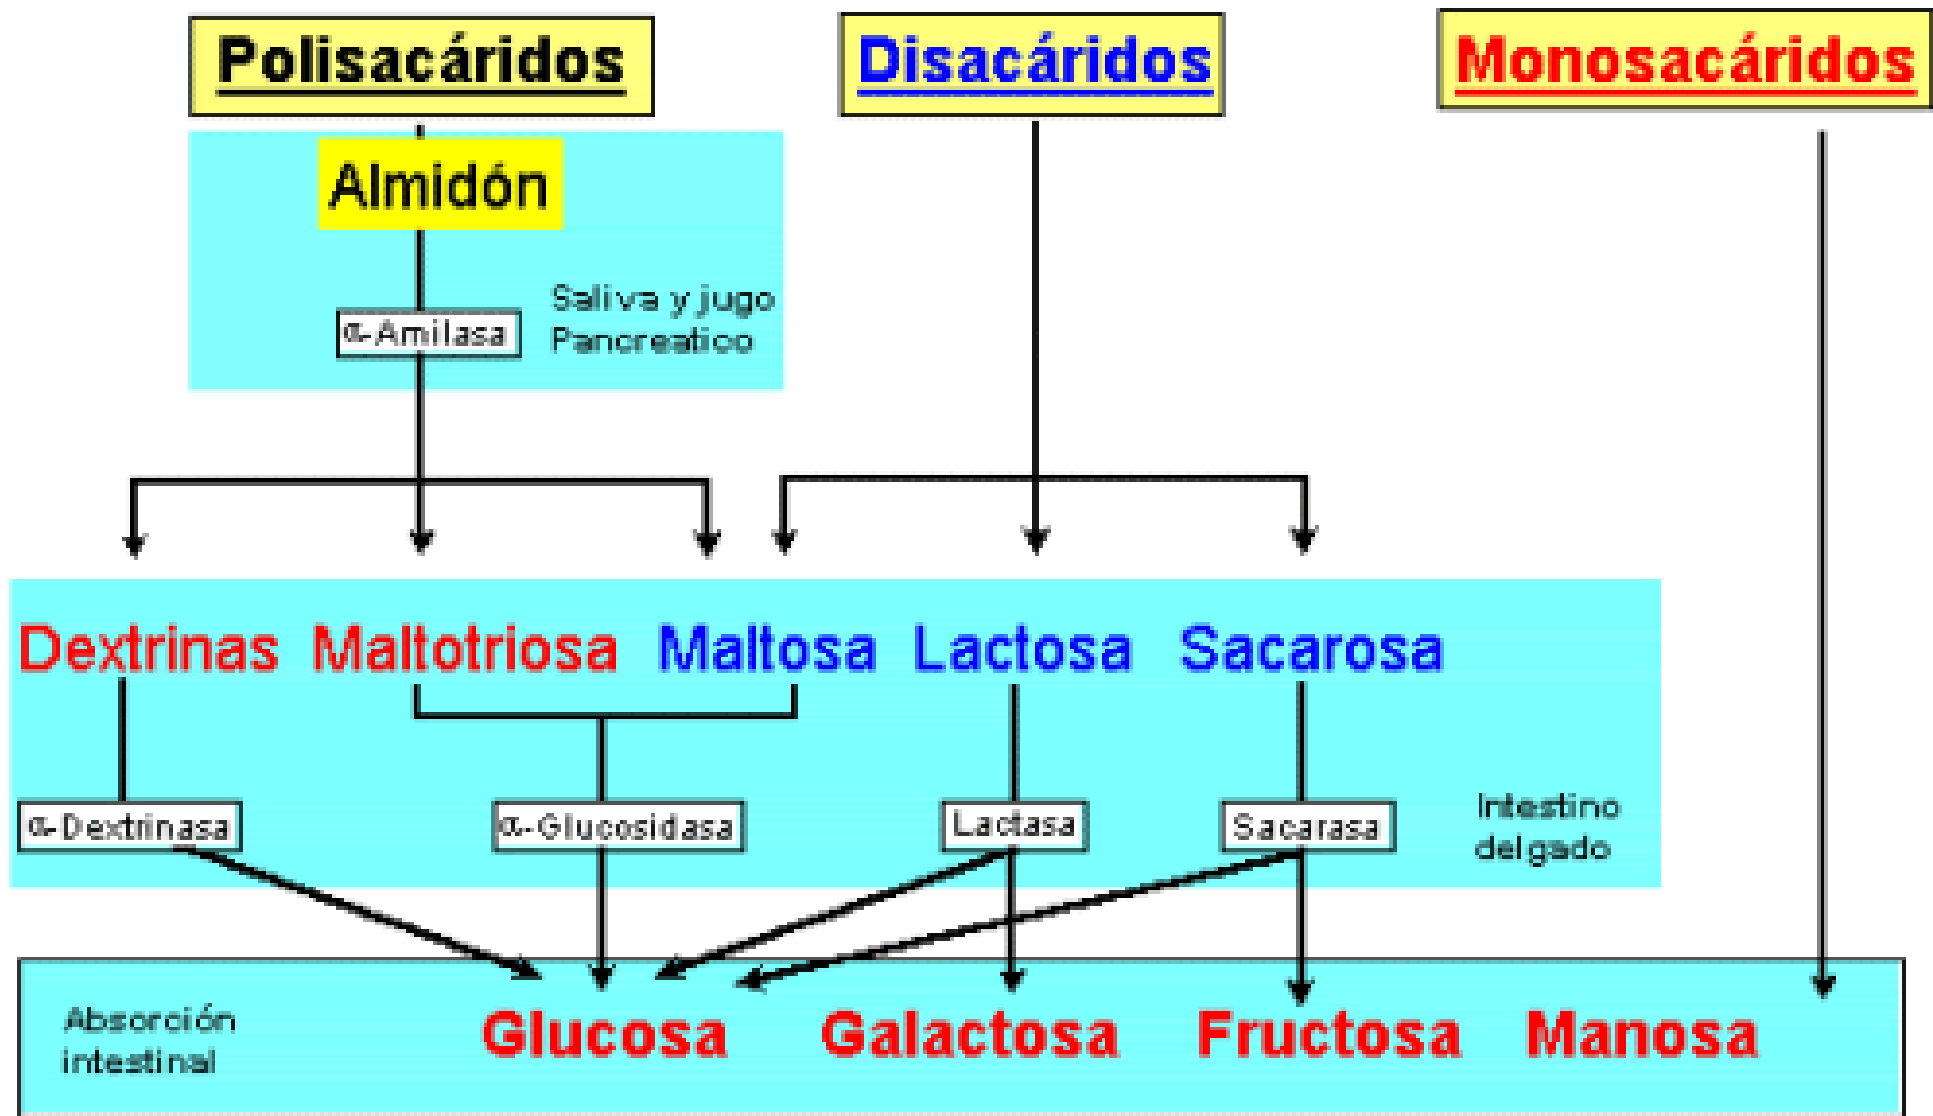 Polisacáridos
Disacáridos
Monosacáridos
Almidón
Saliva y jugo
Pancreatico
α-Amilasa
Dextrinas
Maltotriosa
Maltosa
Lactosa
Sacarosa
α-Dextrinasa
α-Glucosidasa
Lactasa
Sacarasa
Intestino
delgado
Absorción
intestinal
Glucosa
Galactosa
Fructosa
Manosa